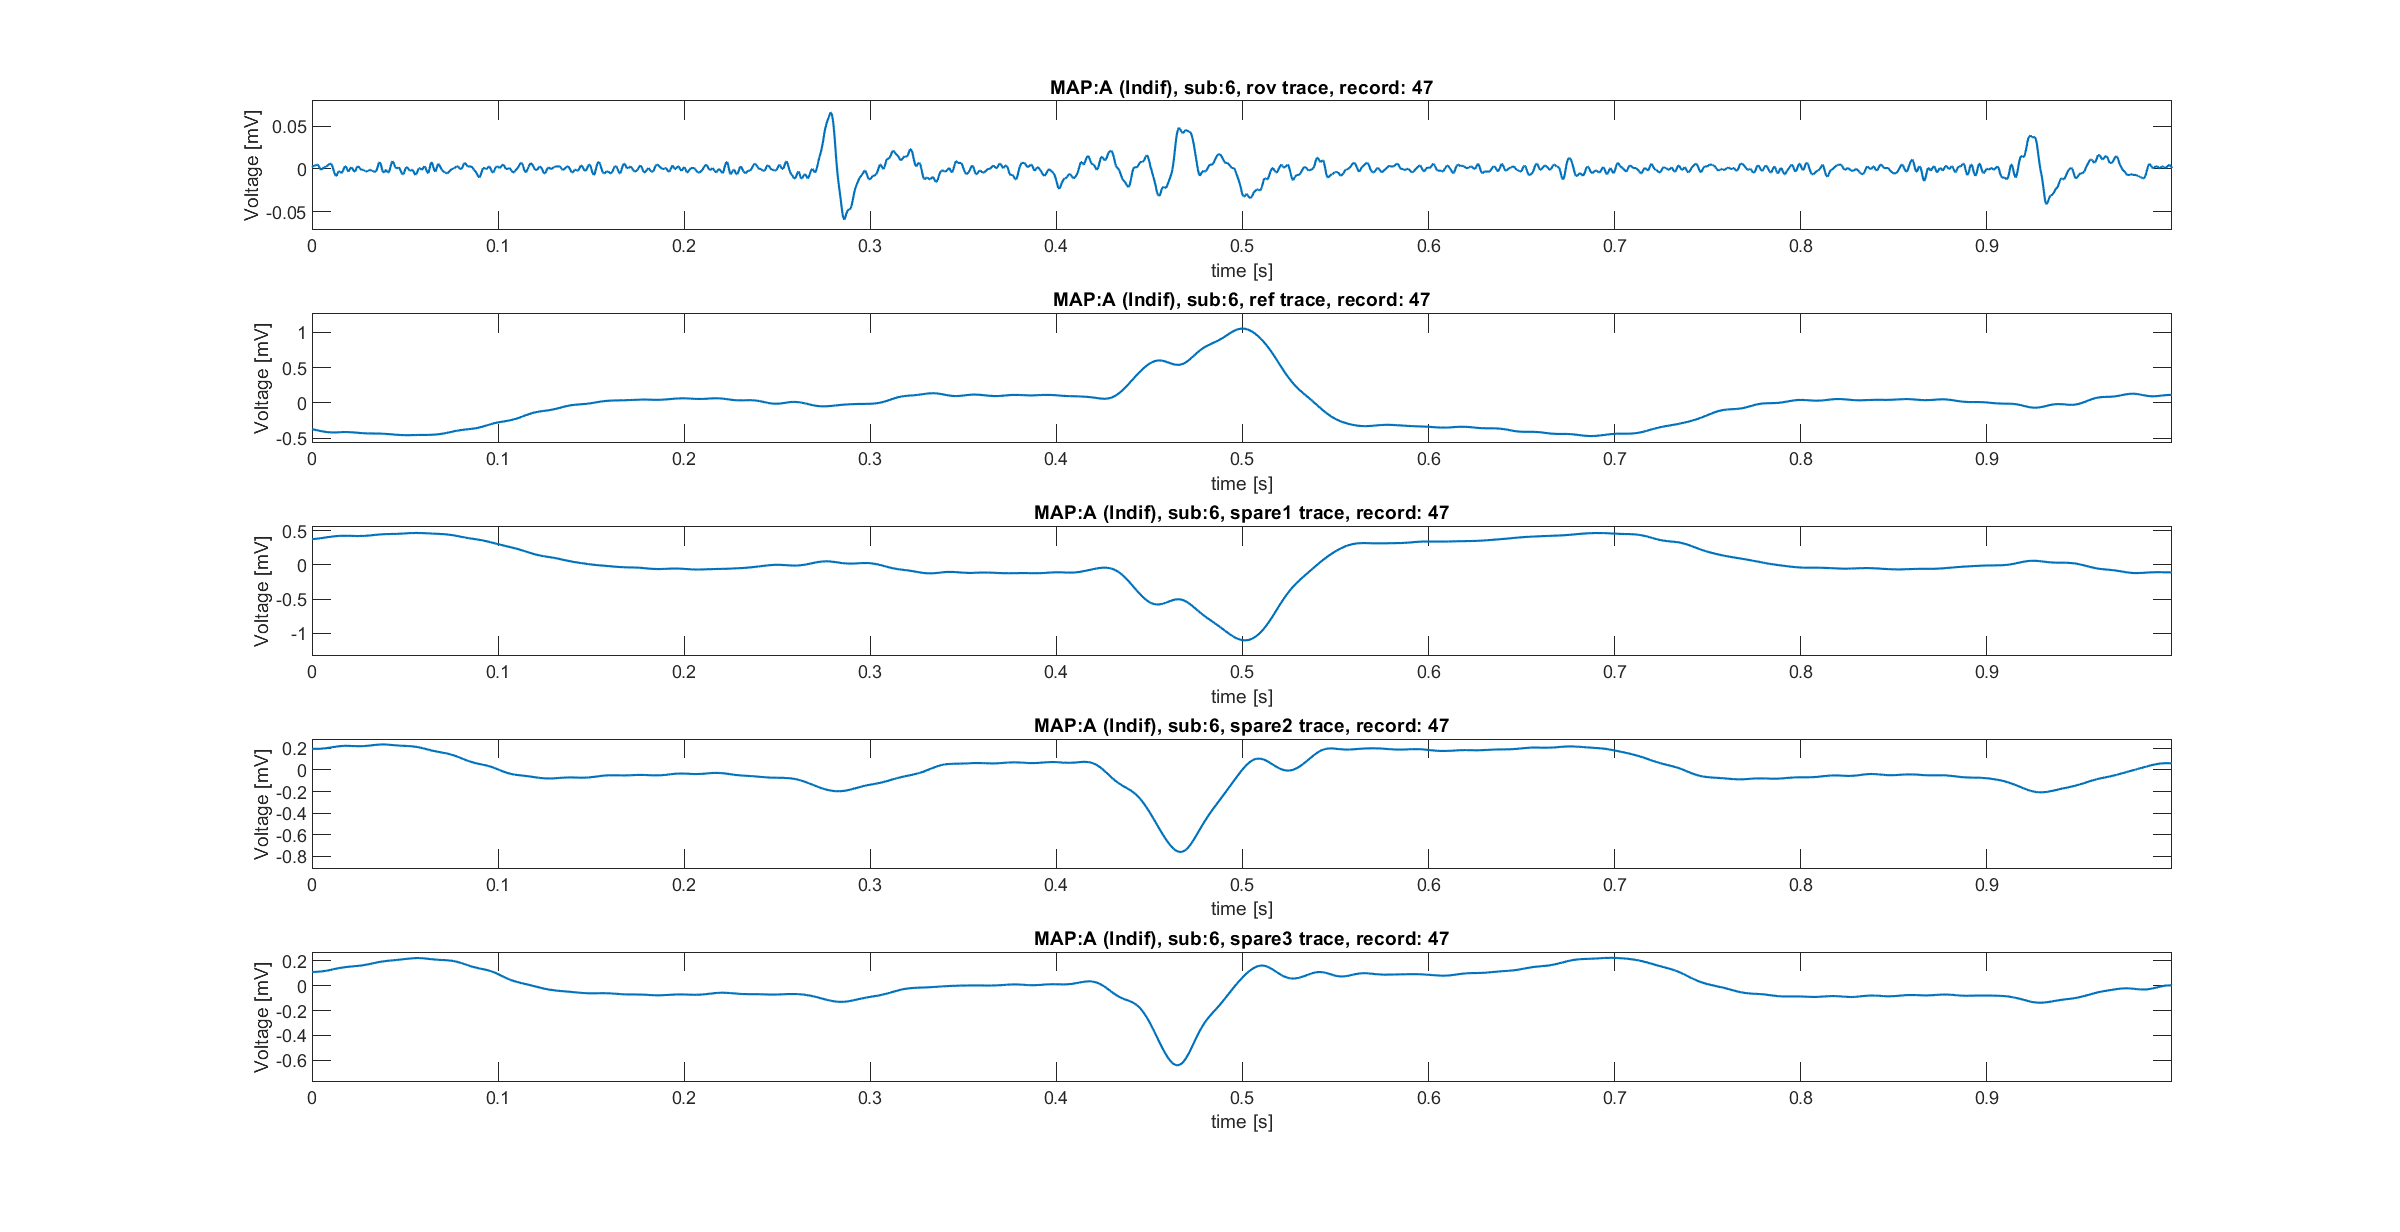 MAP:A (Indif), sub:6, rov trace, record: 47
Voltage [mV]
0.05
0
-0.05
0 0.1 0.2 0.3 0.4 0.5 0.6 0.7 0.8 0.9
time [s]
MAP:A (Indif), sub:6, ref trace, record: 47
Voltage [mV]
1
0.5
0
-0.5
0 0.1 0.2 0.3 0.4 0.5 0.6 0.7 0.8 0.9
time [s]
MAP:A (Indif), sub:6, spare1 trace, record: 47
Voltage [mV]
0.5
0
-0.5
-1
0 0.1 0.2 0.3 0.4 0.5 0.6 0.7 0.8 0.9
time [s]
MAP:A (Indif), sub:6, spare2 trace, record: 47
Voltage [mV]
0.2
0
-0.2
-0.4
-0.6
-0.8
0 0.1 0.2 0.3 0.4 0.5 0.6 0.7 0.8 0.9
time [s]
MAP:A (Indif), sub:6, spare3 trace, record: 47
Voltage [mV]
0.2
0
-0.2
-0.4
-0.6
0 0.1 0.2 0.3 0.4 0.5 0.6 0.7 0.8 0.9
time [s]